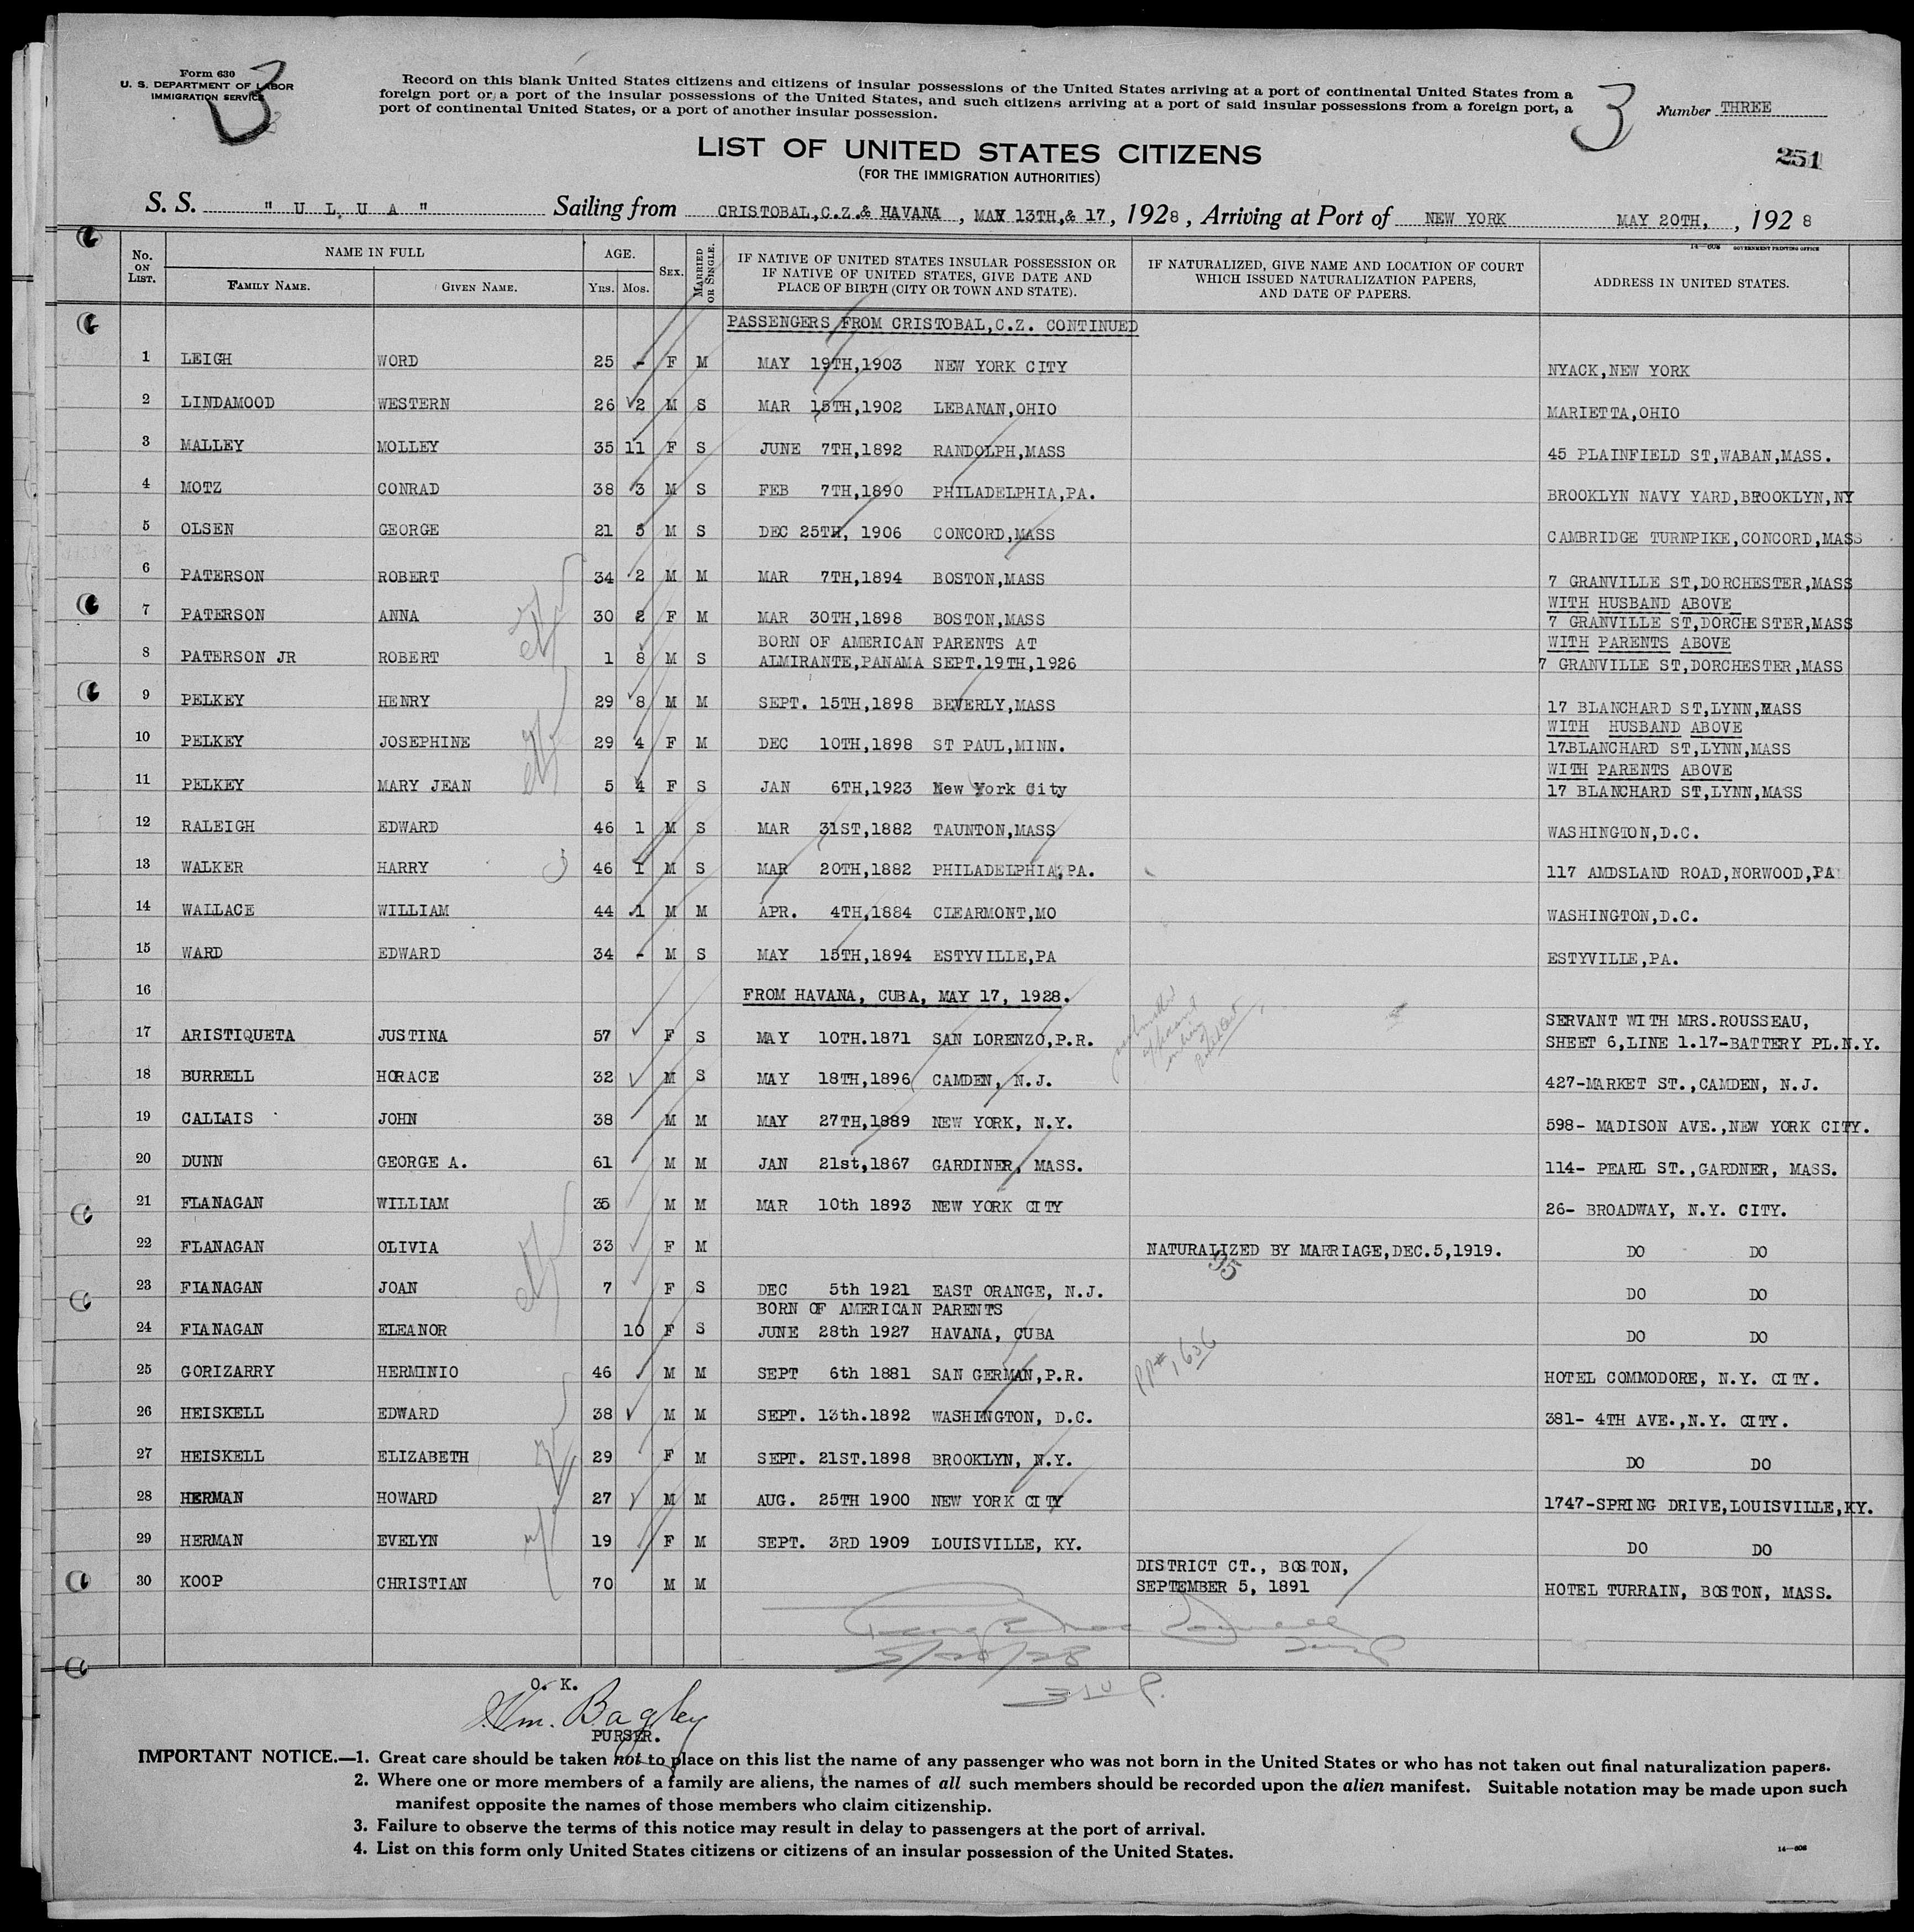 Form 630
U. S. DEPARTMENT OF LABOR
IMMIGRATION SERVICE
3
Record on this blank United States citizens and citizens of insular possessions of the United States arriving at a port of continental United States from a
foreign port or a port of the insular possessions of the United States, and such citizens arriving at a port of said insular possessions from a foreign port, a
port of continental United States, or a port of another insular possession.
3
Number THREE
251
LIST OF UNITED STATES CITIZENS
(FOR THE IMMIGRATION AUTHORITIES)
S. S. "ULUA" Sailing from CRISTOBAL,C.Z.& HAVANA, MAY 13TH,& 17, 1928, Arriving at Port of NEW YORK MAY 20TH, , 1928
14—608 GOVERNMENT PRINTING OFFICE
No. ON LIST. NAME IN FULL AGE. SEX. MARRIED OR SINGLE. IF NATIVE OF UNITED STATES INSULAR POSSESSION OR IF NATIVE OF UNITED STATES, GIVE DATE AND PLACE OF BIRTH (CITY OR TOWN AND STATE). IF NATURALIZED, GIVE NAME AND LOCATION OF COURT WHICH ISSUED NATURALIZATION PAPERS, AND DATE OF PAPERS. ADDRESS IN UNITED STATES.
FAMILY NAME. GIVEN NAME. YRS. MOS.
PASSENGERS FROM CRISTOBAL,C.Z. CONTINUED
1 LEIGH WORD 25 - F M MAY 19TH,1903 NEW YORK CITY NYACK,NEW YORK
2 LINDAMOOD WESTERN 26 2 M S MAR 15TH,1902 LEBANAN,OHIO MARIETTA,OHIO
3 MALLEY MOLLEY 35 11 F S JUNE 7TH,1892 RANDOLPH,MASS 45 PLAINFIELD ST,WABAN,MASS.
4 MOTZ CONRAD 38 3 M S FEB 7TH,1890 PHILADELPHIA,PA. BROOKLYN NAVY YARD,BROOKLYN,NY
5 OLSEN GEORGE 21 5 M S DEC 25TH, 1906 CONCORD,MASS CAMBRIDGE TURNPIKE,CONCORD,MASS
6 PATERSON ROBERT 34 2 M M MAR 7TH,1894 BOSTON,MASS 7 GRANVILLE ST,DORCHESTER,MASS
WITH HUSBAND ABOVE
7 PATERSON ANNA 30 2 F M MAR 30TH,1898 BOSTON,MASS 7 GRANVILLE ST,DORCHESTER,MASS
BORN OF AMERICAN PARENTS AT WITH PARENTS ABOVE
8 PATERSON JR ROBERT 1 8 M S ALMIRANTE,PANAMA SEPT.19TH,1926 7 GRANVILLE ST,DORCHESTER,MASS
9 PELKEY HENRY 29 8 M M SEPT. 15TH,1898 BEVERLY,MASS 17 BLANCHARD ST,LYNN,MASS
WITH HUSBAND ABOVE
10 PELKEY JOSEPHINE 29 4 F M DEC 10TH,1898 ST PAUL,MINN. 17BLANCHARD ST,LYNN,MASS
WITH PARENTS ABOVE
11 PELKEY MARY JEAN 5 4 F S JAN 6TH,1923 New York City 17 BLANCHARD ST,LYNN,MASS
12 RALEIGH EDWARD 46 1 M S MAR 31ST,1882 TAUNTON,MASS WASHINGTON,D.C.
13 WALKER HARRY 46 1 M S MAR 20TH,1882 PHILADELPHIA,PA. 117 AMDSLAND ROAD,NORWOOD,PA
14 WALLACE WILLIAM 44 1 M M APR. 4TH,1884 CLEARMONT,MO WASHINGTON,D.C.
15 WARD EDWARD 34 - M S MAY 15TH,1894 ESTYVILLE,PA ESTYVILLE,PA.
16 FROM HAVANA, CUBA, MAY 17, 1928.
SERVANT WITH MRS.ROUSSEAU,
17 ARISTIQUETA JUSTINA 57 F S MAY 10TH.1871 SAN LORENZO,P.R. SHEET 6,LINE 1.17-BATTERY PL.N.Y.
18 BURRELL HORACE 32 M S MAY 18TH,1896 CAMDEN, N.J. 427-MARKET ST.,CAMDEN, N.J.
19 CALLAIS JOHN 38 M M MAY 27TH,1889 NEW YORK, N.Y. 598- MADISON AVE.,NEW YORK CITY.
20 DUNN GEORGE A. 61 M M JAN 21st,1867 GARDINER, MASS. 114- PEARL ST.,GARDNER, MASS.
21 FLANAGAN WILLIAM 35 M M MAR 10th 1893 NEW YORK CITY 26- BROADWAY, N.Y. CITY.
22 FLANAGAN OLIVIA 33 F M NATURALIZED BY MARRIAGE,DEC.5,1919. DO DO
35
23 FLANAGAN JOAN 7 F S DEC 5th 1921 EAST ORANGE, N.J. DO DO
BORN OF AMERICAN PARENTS
24 FLANAGAN ELEANOR 10 F S JUNE 28th 1927 HAVANA, CUBA DO DO
25 GORIZARRY HERMINIO 46 M M SEPT 6th 1881 SAN GERMAN,P.R. PP# 1606 HOTEL COMMODORE, N.Y. CITY.
26 HEISKELL EDWARD 38 M M SEPT. 13th.1892 WASHINGTON, D.C. 381- 4TH AVE.,N.Y. CITY.
27 HEISKELL ELIZABETH 29 F M SEPT. 21ST.1898 BROOKLYN, N.Y. DO DO
28 HERMAN HOWARD 27 M M AUG. 25TH 1900 NEW YORK CITY 1747-SPRING DRIVE,LOUISVILLE,KY.
29 HERMAN EVELYN 19 F M SEPT. 3RD 1909 LOUISVILLE, KY. DO DO
DISTRICT CT., BOSTON,
30 KOOP CHRISTIAN 70 M M SEPTEMBER 5, 1891 HOTEL TURRAIN, BOSTON, MASS.
5/20/28
O. K.
Wm. Bagley
PURSER.
IMPORTANT NOTICE.—1. Great care should be taken not to place on this list the name of any passenger who was not born in the United States or who has not taken out final naturalization papers.
2. Where one or more members of a family are aliens, the names of all such members should be recorded upon the alien manifest. Suitable notation may be made upon such
manifest opposite the names of those members who claim citizenship.
3. Failure to observe the terms of this notice may result in delay to passengers at the port of arrival.
4. List on this form only United States citizens or citizens of an insular possession of the United States.
14—608